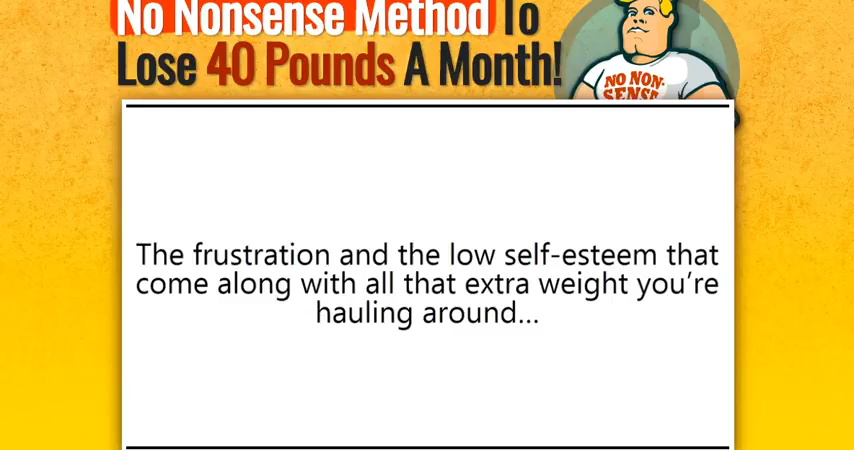 No Nonsense Method To
Lose 40 Pounds A Month!
NO NON-
SENSE
The frustration and the low self-esteem that
come along with all that extra weight you're
hauling around...